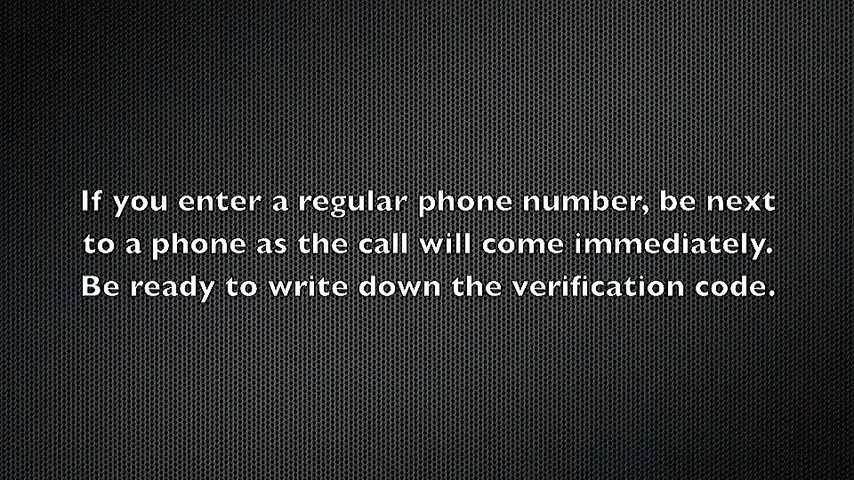 If you enter a regular phone number, be next
to a phone as the call will come immediately.
Be ready to write down the verification code.